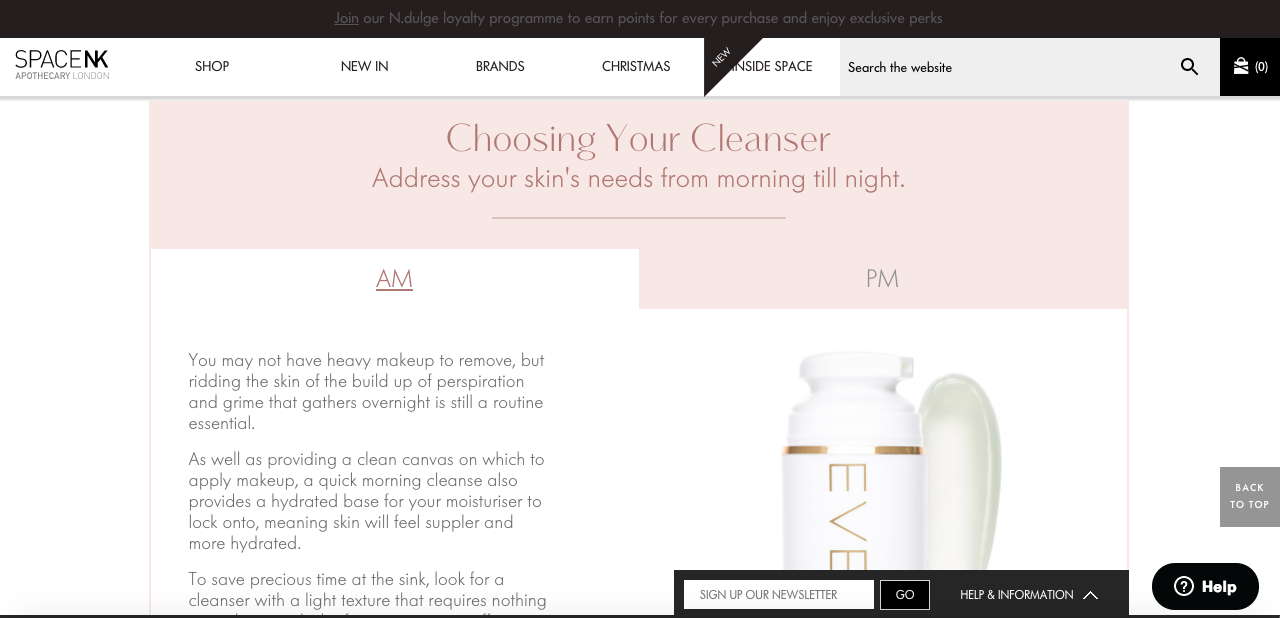 Join our N.dulge loyalty programme to earn points for every purchase and enjoy exclusive perks
SPACENK
APOTHECARY LONDON
SHOP
NEW IN
BRANDS
CHRISTMAS
NEW
INSIDE SPACE
Search the website
(0)
Choosing Your Cleanser
Address your skin's needs from morning till night.
AM
PM
You may not have heavy makeup to remove, but
ridding the skin of the build up of perspiration
and grime that gathers overnight is still a routine
essential.
As well as providing a clean canvas on which to
apply makeup, a quick morning cleanse also
provides a hydrated base for your moisturiser to
lock onto, meaning skin will feel suppler and
more hydrated.
To save precious time at the sink, look for a
cleanser with a light texture that requires nothing
EVE
BACK
TO TOP
SIGN UP OUR NEWSLETTER
GO
HELP & INFORMATION
Help